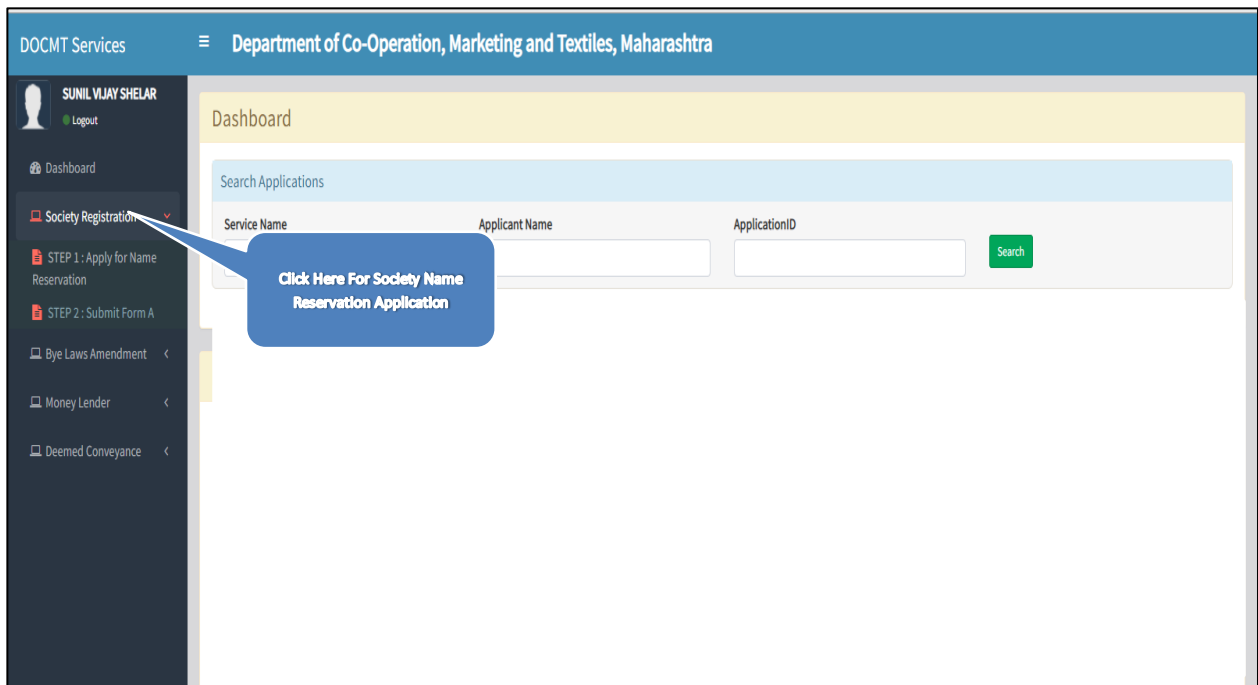 DOCMT Services
Department of Co-Operation, Marketing and Textiles, Maharashtra
SUNIL VIJAY SHELAR
Logout
Dashboard
Society Registration
STEP 1 : Apply for Name
Reservation
STEP 2 : Submit Form A
Bye Laws Amendment
Money Lender
Deemed Conveyance
Dashboard
Search Applications
Service Name
Applicant Name
ApplicationID
Search
Click Here For Society Name
Reservation Application